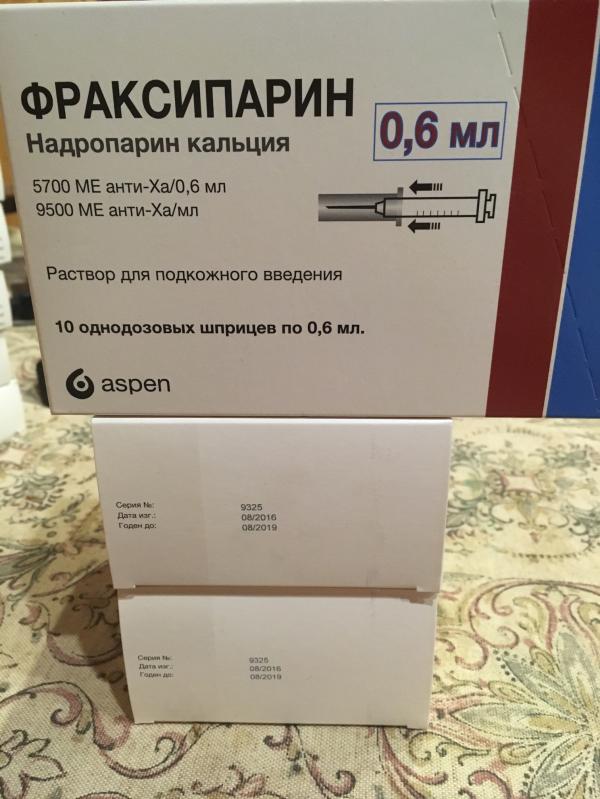 ФРАКСИПАРИН
0,6 мл
Надропарин кальция
5700 МЕ анти-Ха/0,6 мл
9500 МЕ анти-Ха/мл
Раствор для подкожного введения
10 однодозовых шприцев по 0,6 мл.
aspen
Серия №: 9325
Дата изг.: 08/2016
Годен до: 08/2019
Серия №: 9325
Дата изг.: 08/2016
Годен до: 08/2019